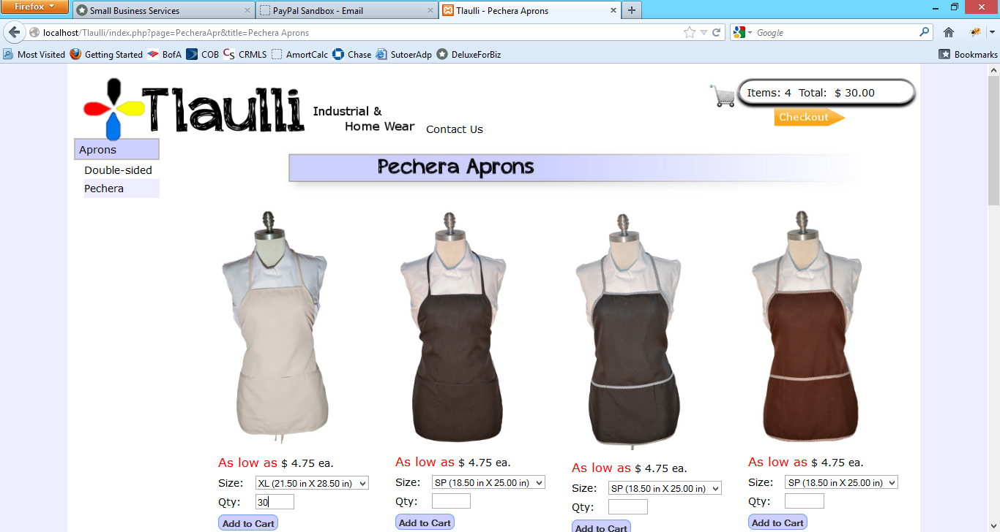 Firefox
Small Business Services
PayPal Sandbox - Email
Tlaulli - Pechera Aprons
localhost/Tlaulli/index.php?page=PecheraApr&title=Pechera Aprons
Google
Most Visited Getting Started BofA COB CRMLS AmortCalc Chase SutoerAdp DeluxeForBiz Bookmarks
Tlaulli
Industrial &
Home Wear
Contact Us
Items: 4 Total: $ 30.00
Checkout
Aprons
Double-sided
Pechera
Pechera Aprons
As low as $ 4.75 ea.
Size: XL (21.50 in X 28.50 in)
Qty: 30
Add to Cart
As low as $ 4.75 ea.
Size: SP (18.50 in X 25.00 in)
Qty:
Add to Cart
As low as $ 4.75 ea.
Size: SP (18.50 in X 25.00 in)
Qty:
Add to Cart
As low as $ 4.75 ea.
Size: SP (18.50 in X 25.00 in)
Qty:
Add to Cart